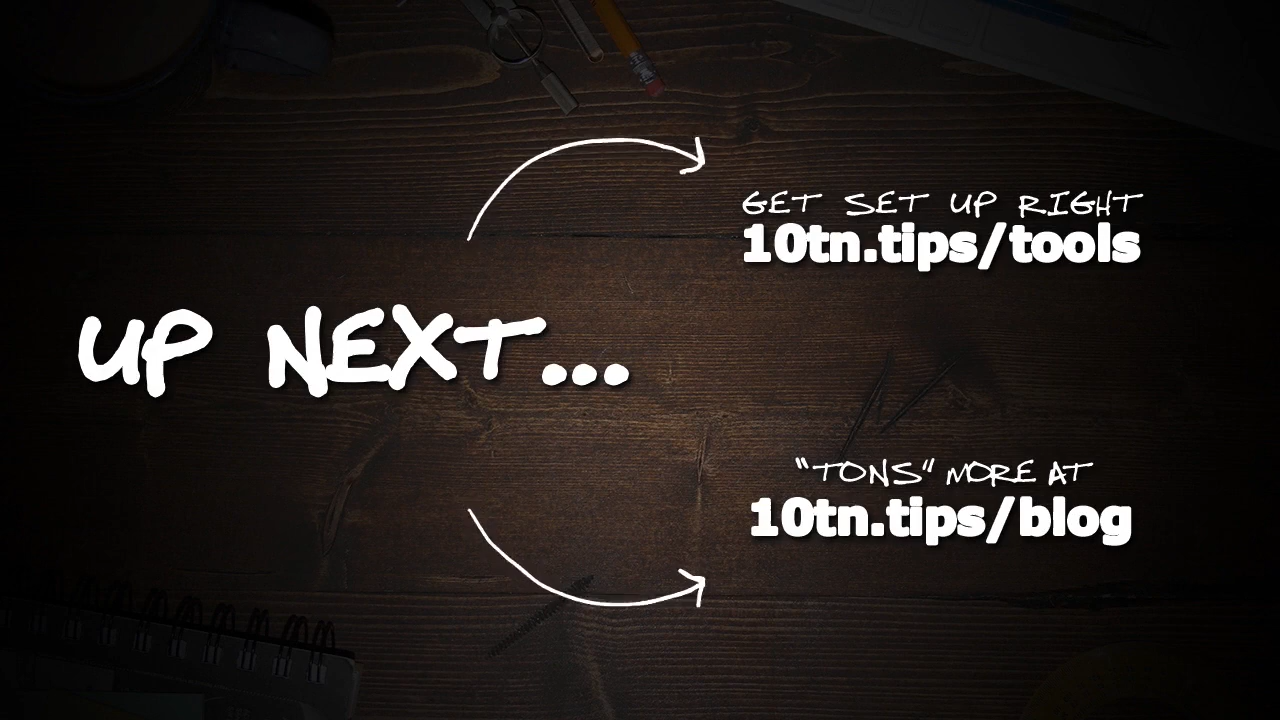 UP NEXT...
GET SET UP RIGHT
10tn.tips/tools
"TONS" MORE AT
10tn.tips/blog